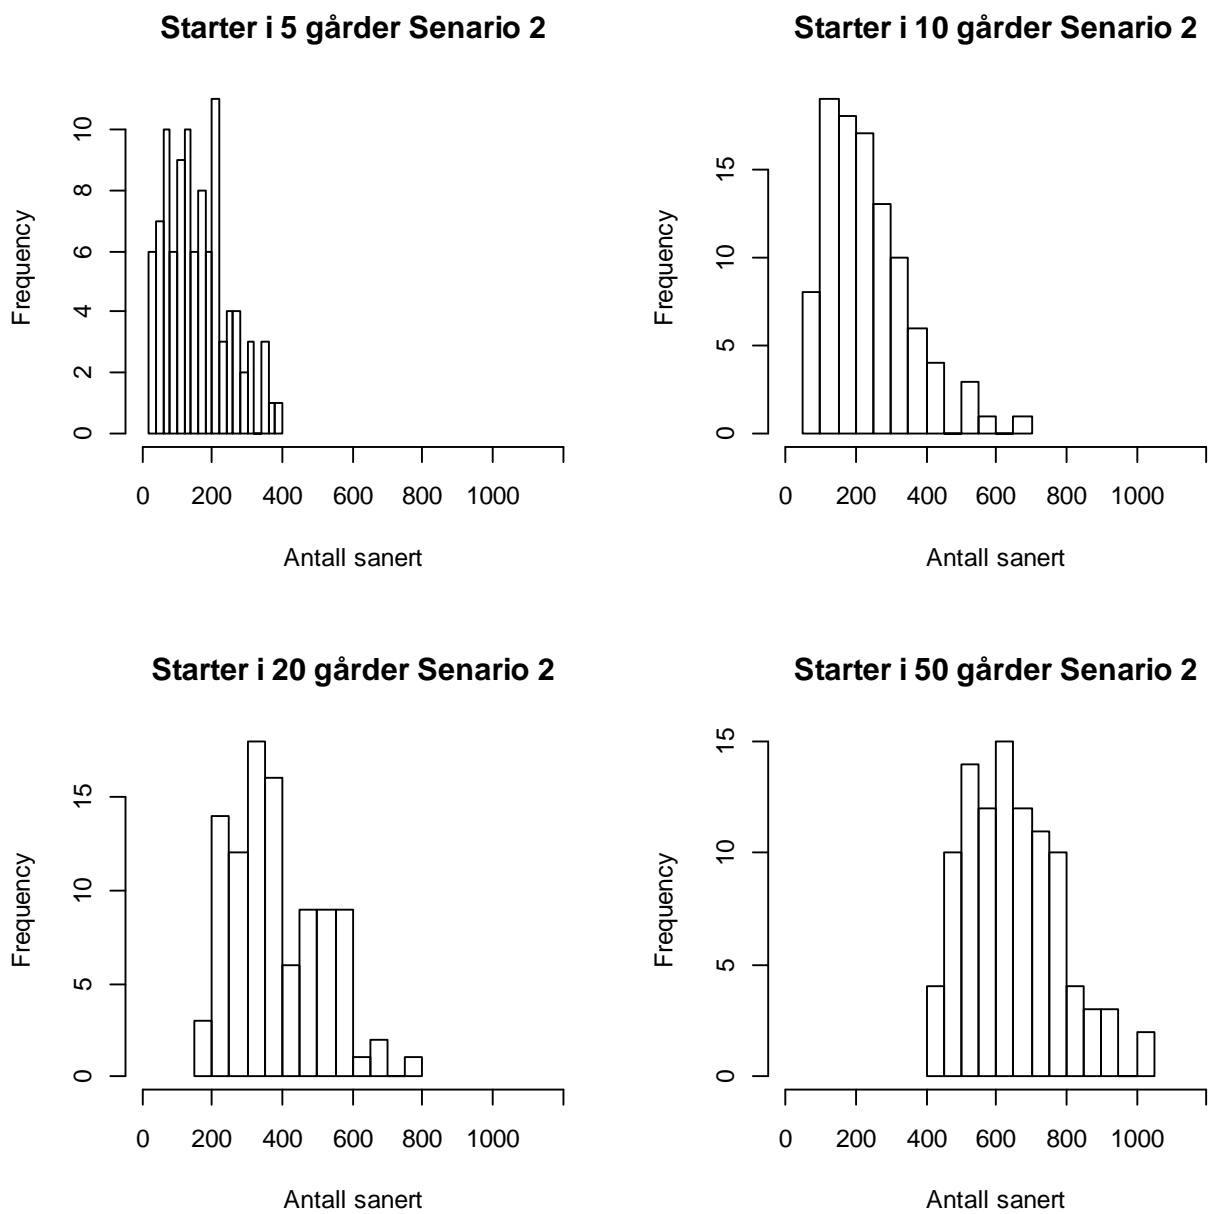 Starter i 5 gårder Senario 2
Frequency
0 2 4 6 8 10
0 200 400 600 800 1000
Antall sanert
Starter i 10 gårder Senario 2
Frequency
0 5 10 15
0 200 400 600 800 1000
Antall sanert
Starter i 20 gårder Senario 2
Frequency
0 5 10 15
0 200 400 600 800 1000
Antall sanert
Starter i 50 gårder Senario 2
Frequency
0 5 10 15
0 200 400 600 800 1000
Antall sanert